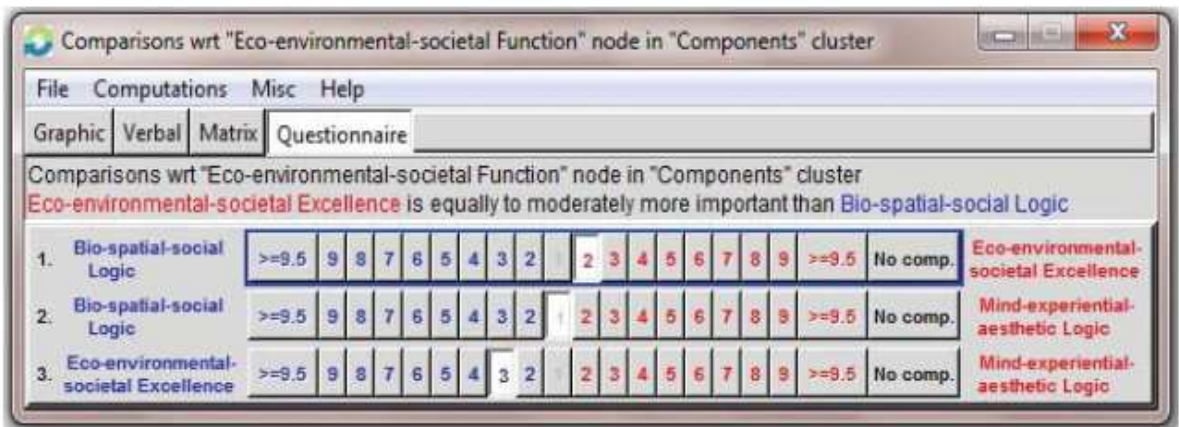 Comparisons wrt "Eco-environmental-societal Function" node in "Components" cluster
File Computations Misc Help
Graphic Verbal Matrix Questionnaire
Comparisons wrt "Eco-environmental-societal Function" node in "Components" cluster
Eco-environmental-societal Excellence is equally to moderately more important than Bio-spatial-social Logic
1. Bio-spatial-social Logic >=9.5 9 8 7 6 5 4 3 2 1 2 3 4 5 6 7 8 9 >=9.5 No comp. Eco-environmental-societal Excellence
2. Bio-spatial-social Logic >=9.5 9 8 7 6 5 4 3 2 1 2 3 4 5 6 7 8 9 >=9.5 No comp. Mind-experiential-aesthetic Logic
3. Eco-environmental-societal Excellence >=9.5 9 8 7 6 5 4 3 2 1 2 3 4 5 6 7 8 9 >=9.5 No comp. Mind-experiential-aesthetic Logic